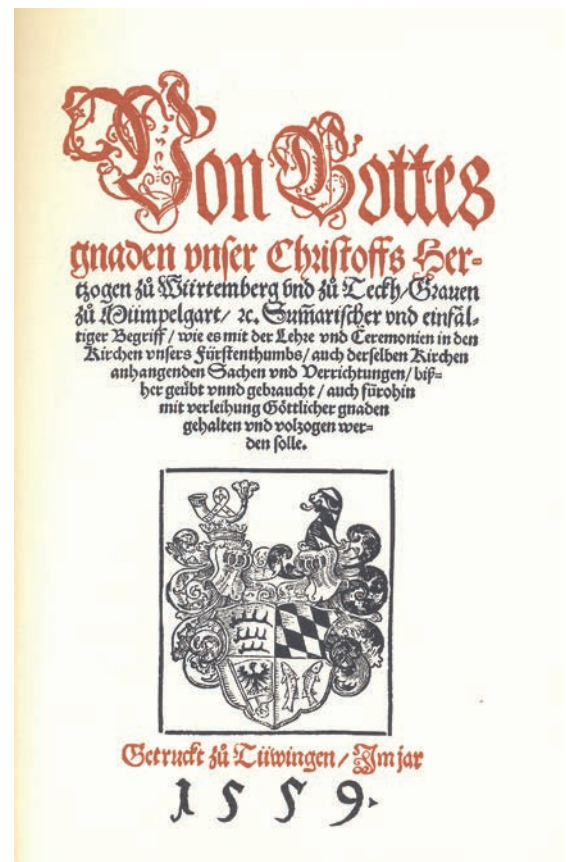 Von Gottes
gnaden vnser Christoffs Her-
tzogen zů Würtemberg vnd zů Teckh/ Grauen
zů Mümpelgart/ ꝛc. Sum̃arischer vnd einfäl-
tiger Begriff/ wie es mit der Lehre vnd Ceremonien in den
Kirchen vnsers Fürstenthumbs/ auch derselben Kirchen
anhangenden Sachen vnd Verrichtungen/ biß-
her geübt vnnd gebraucht/ auch fürohin
mit verleihung Göttlicher gnaden
gehalten vnd volzogen wer-
den solle.
Getruckt zů Tüwingen/ Im jar
1559.